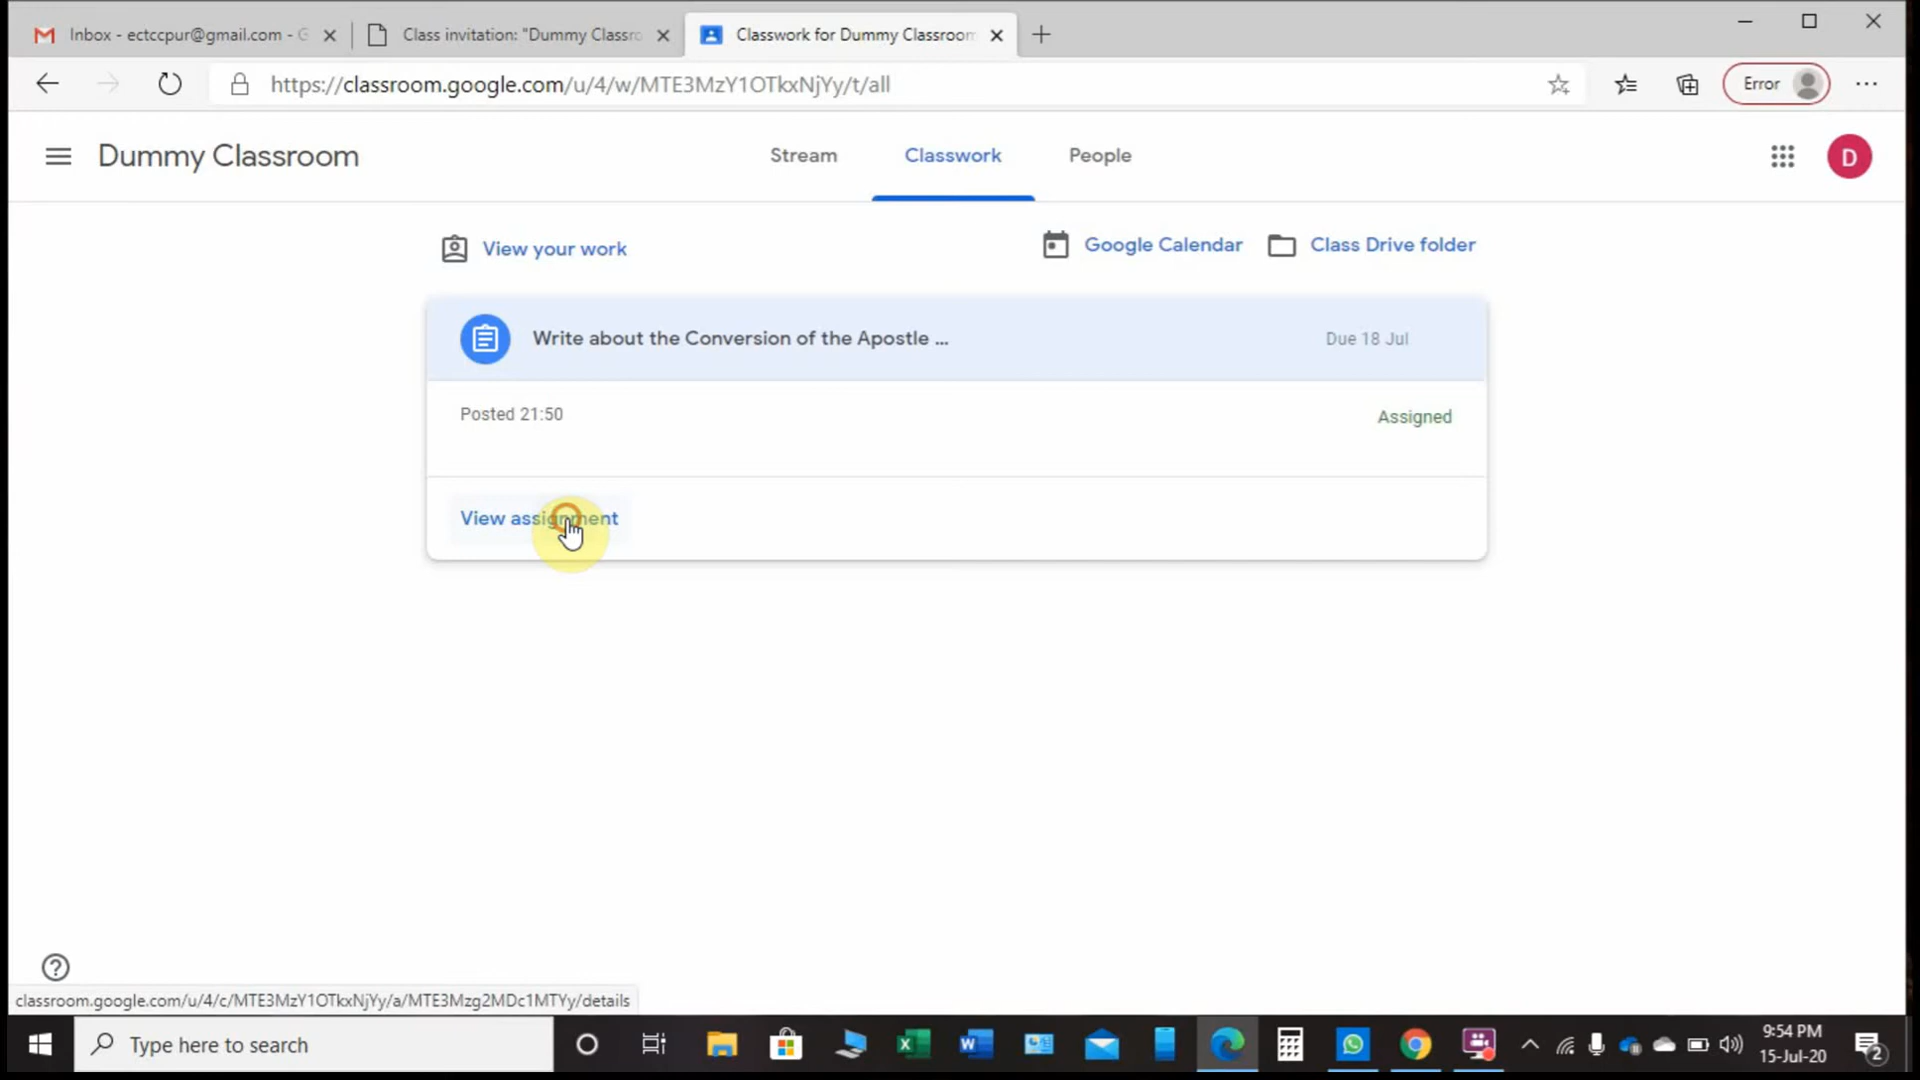 Inbox - ectccpur@gmail.com - G
Class invitation: "Dummy Classro
Classwork for Dummy Classroom
https://classroom.google.com/u/4/w/MTE3MzY1OTkxNjYy/t/all
Error
Dummy Classroom
Stream
Classwork
People
D
View your work
Google Calendar
Class Drive folder
Write about the Conversion of the Apostle ...
Due 18 Jul
Posted 21:50
Assigned
View assignment
classroom.google.com/u/4/c/MTE3MzY1OTkxNjYy/a/MTE3Mzg2MDc1MTYy/details
Type here to search
9:54 PM
15-Jul-20
2